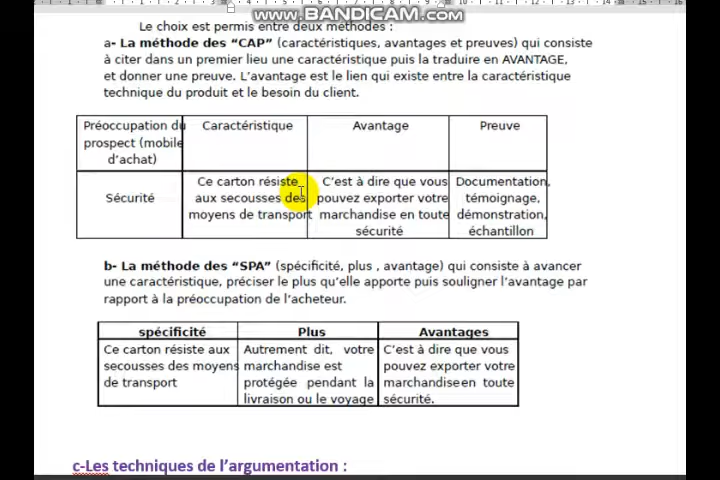 WWW.BANDICAM.COM
Le choix est permis entre deux méthodes :
a- La méthode des “CAP” (caractéristiques, avantages et preuves) qui consiste
à citer dans un premier lieu une caractéristique puis la traduire en AVANTAGE,
et donner une preuve. L’avantage est le lien qui existe entre la caractéristique
technique du produit et le besoin du client.
Préoccupation du
prospect (mobile
d’achat)
Caractéristique
Avantage
Preuve
Sécurité
Ce carton résiste
aux secousses des
moyens de transport
C’est à dire que vous
pouvez exporter votre
marchandise en toute
sécurité
Documentation,
témoignage,
démonstration,
échantillon
b- La méthode des “SPA” (spécificité, plus , avantage) qui consiste à avancer
une caractéristique, préciser le plus qu’elle apporte puis souligner l’avantage par
rapport à la préoccupation de l’acheteur.
spécificité
Plus
Avantages
Ce carton résiste aux
secousses des moyens
de transport
Autrement dit, votre
marchandise est
protégée pendant la
livraison ou le voyage
C’est à dire que vous
pouvez exporter votre
marchandise en toute
sécurité.
c-Les techniques de l’argumentation :